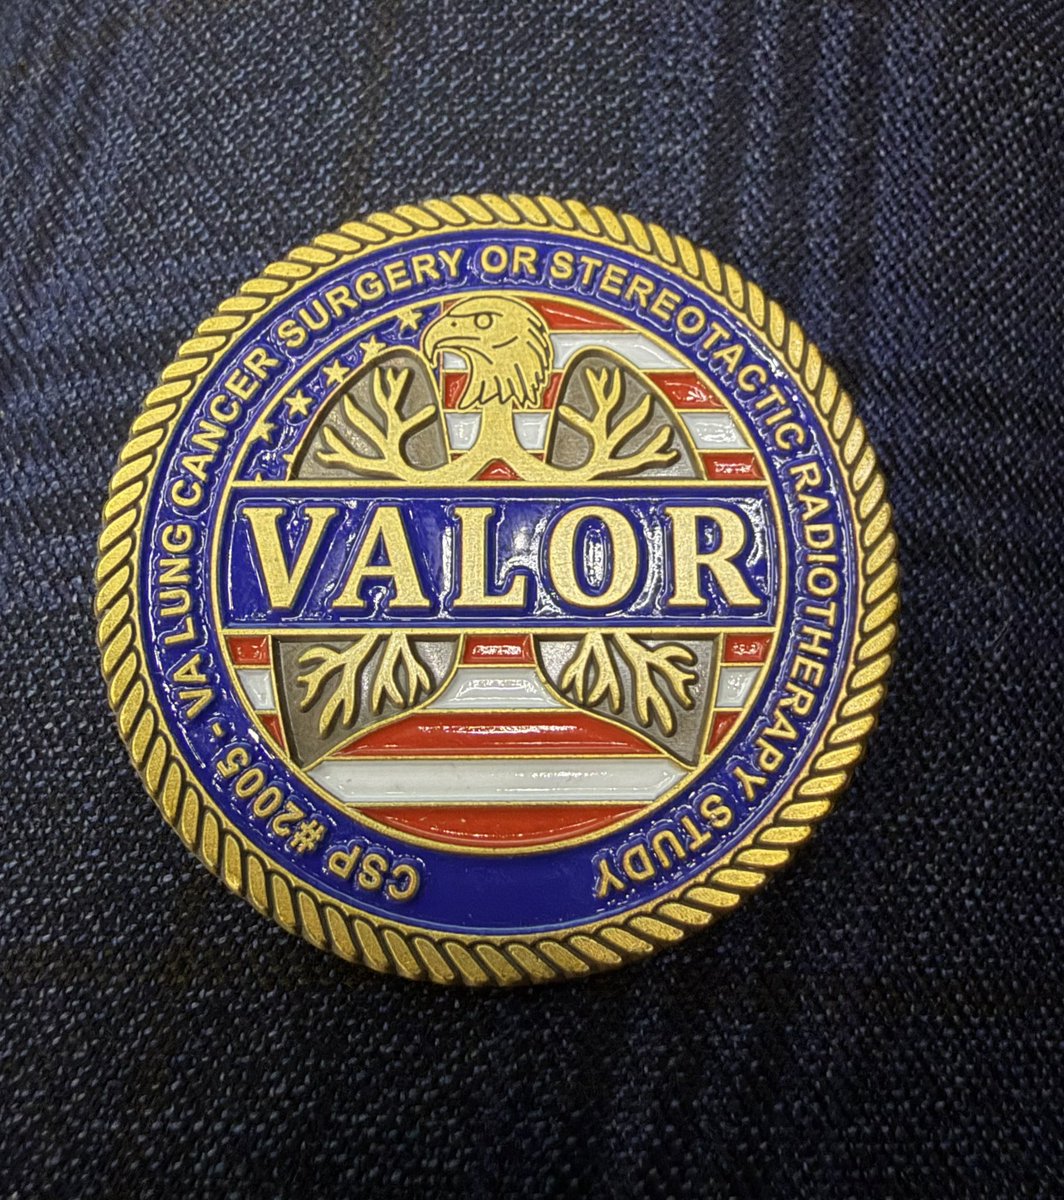 CSP #2005 - VA LUNG CANCER SURGERY OR STEREOTACTIC RADIOTHERAPY STUDY
VALOR